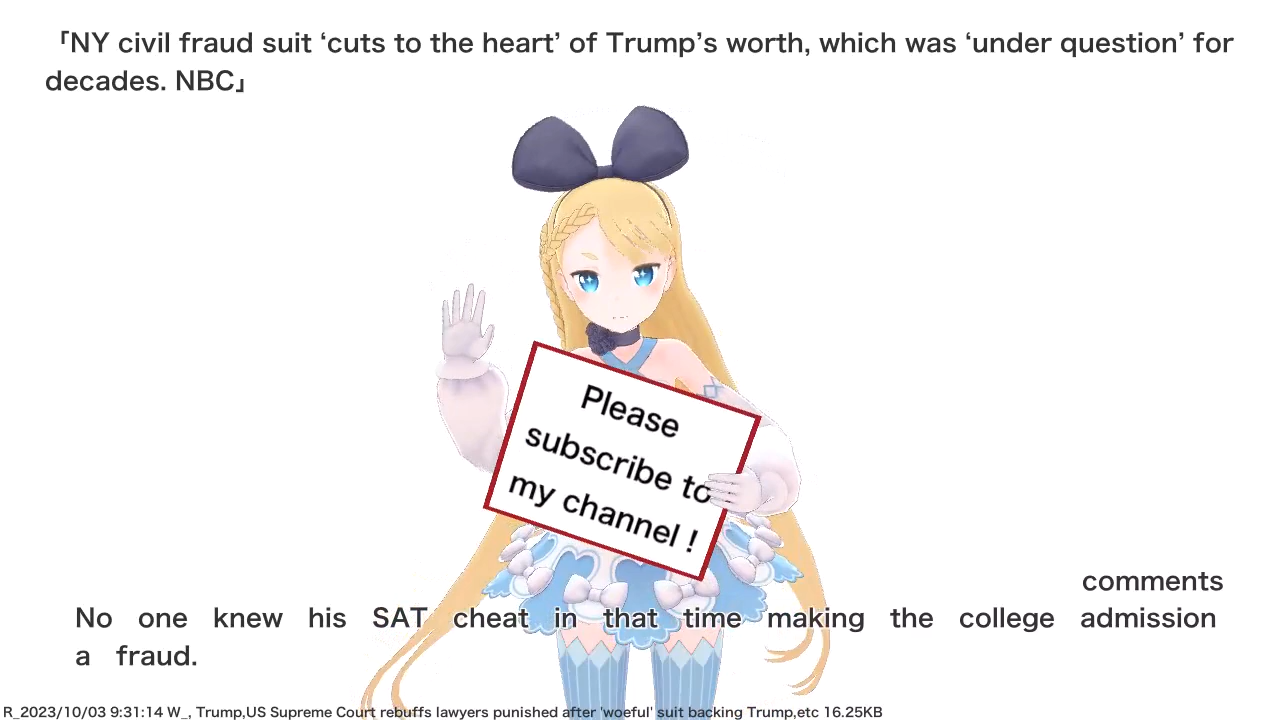 「NY civil fraud suit ‘cuts to the heart’ of Trump’s worth, which was ‘under question’ for
decades. NBC」
Please
subscribe to
my channel !
comments
No one knew his SAT cheat in that time making the college admission
a fraud.
R_2023/10/03 9:31:14 W_, Trump,US Supreme Court rebuffs lawyers punished after 'woeful' suit backing Trump,etc 16.25KB